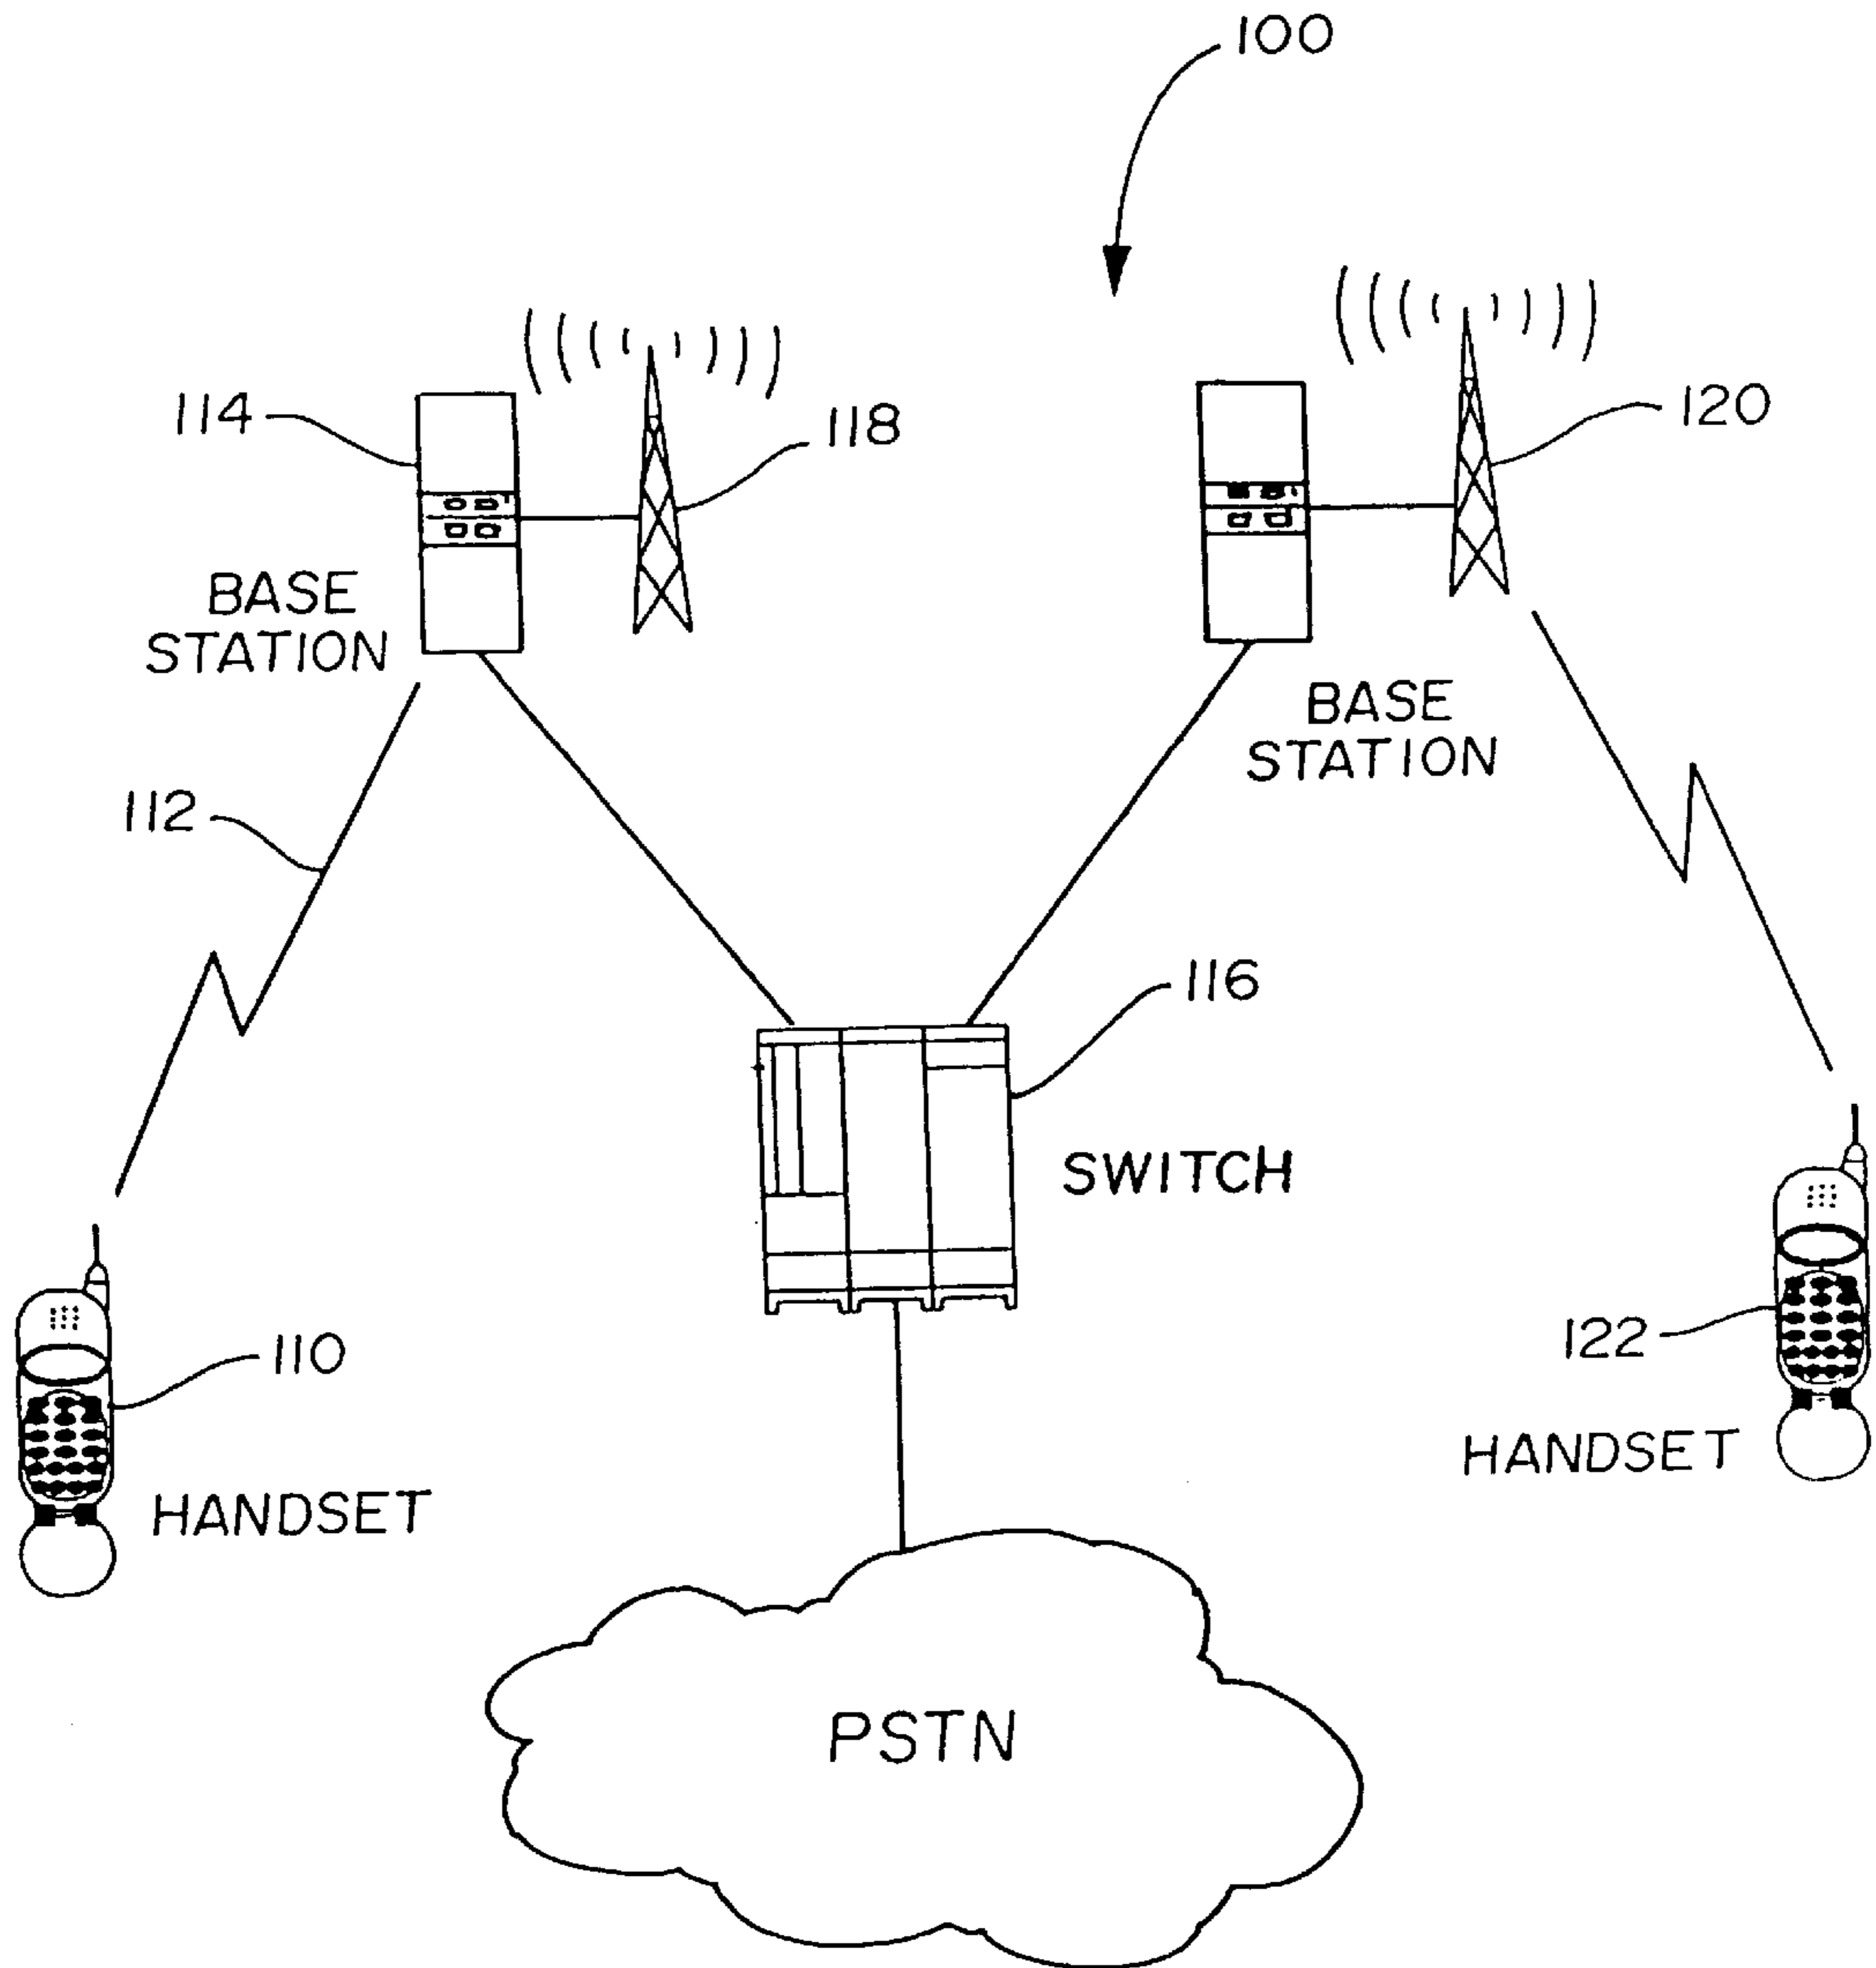 100
114
118
120
BASE
STATION
BASE
STATION
112
116
SWITCH
110
122
HANDSET
HANDSET
PSTN